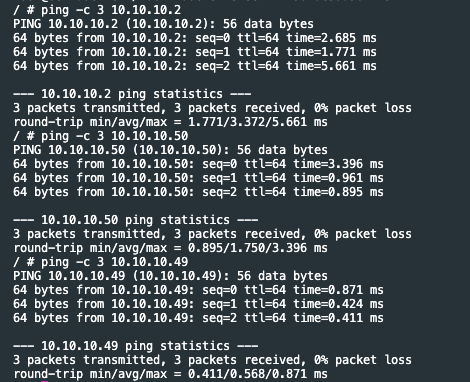 / # ping -c 3 10.10.10.2
PING 10.10.10.2 (10.10.10.2): 56 data bytes
64 bytes from 10.10.10.2: seq=0 ttl=64 time=2.685 ms
64 bytes from 10.10.10.2: seq=1 ttl=64 time=1.771 ms
64 bytes from 10.10.10.2: seq=2 ttl=64 time=5.661 ms
--- 10.10.10.2 ping statistics ---
3 packets transmitted, 3 packets received, 0% packet loss
round-trip min/avg/max = 1.771/3.372/5.661 ms
/ # ping -c 3 10.10.10.50
PING 10.10.10.50 (10.10.10.50): 56 data bytes
64 bytes from 10.10.10.50: seq=0 ttl=64 time=3.396 ms
64 bytes from 10.10.10.50: seq=1 ttl=64 time=0.961 ms
64 bytes from 10.10.10.50: seq=2 ttl=64 time=0.895 ms
--- 10.10.10.50 ping statistics ---
3 packets transmitted, 3 packets received, 0% packet loss
round-trip min/avg/max = 0.895/1.750/3.396 ms
/ # ping -c 3 10.10.10.49
PING 10.10.10.49 (10.10.10.49): 56 data bytes
64 bytes from 10.10.10.49: seq=0 ttl=64 time=0.871 ms
64 bytes from 10.10.10.49: seq=1 ttl=64 time=0.424 ms
64 bytes from 10.10.10.49: seq=2 ttl=64 time=0.411 ms
--- 10.10.10.49 ping statistics ---
3 packets transmitted, 3 packets received, 0% packet loss
round-trip min/avg/max = 0.411/0.568/0.871 ms